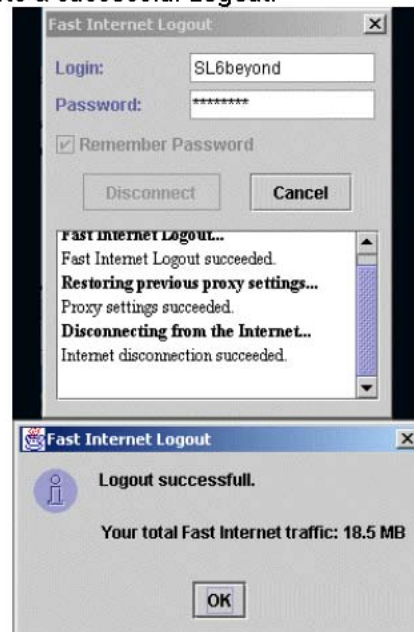 a successful Logout.
Fast Internet Logout
Login: SL6beyond
Password: ********
Remember Password
Disconnect Cancel
Fast Internet Logout...
Fast Internet Logout succeeded.
Restoring previous proxy settings...
Proxy settings succeeded.
Disconnecting from the Internet...
Internet disconnection succeeded.
Fast Internet Logout
Logout successfull.
Your total Fast Internet traffic: 18.5 MB
OK